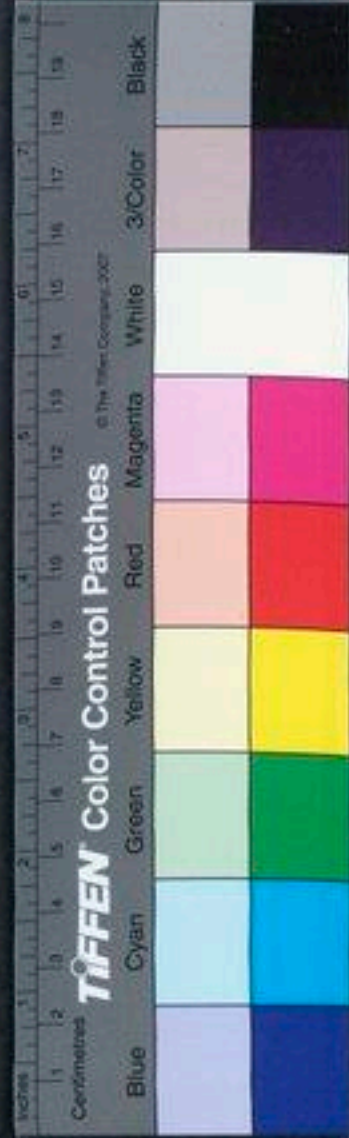 Inches 1 2 3 4 5 6 7 8
Centimetres 1 2 3 4 5 6 7 8 9 10 11 12 13 14 15 16 17 18 19
TIFFEN® Color Control Patches © The Tiffen Company, 2007
Blue Cyan Green Yellow Red Magenta White 3/Color Black